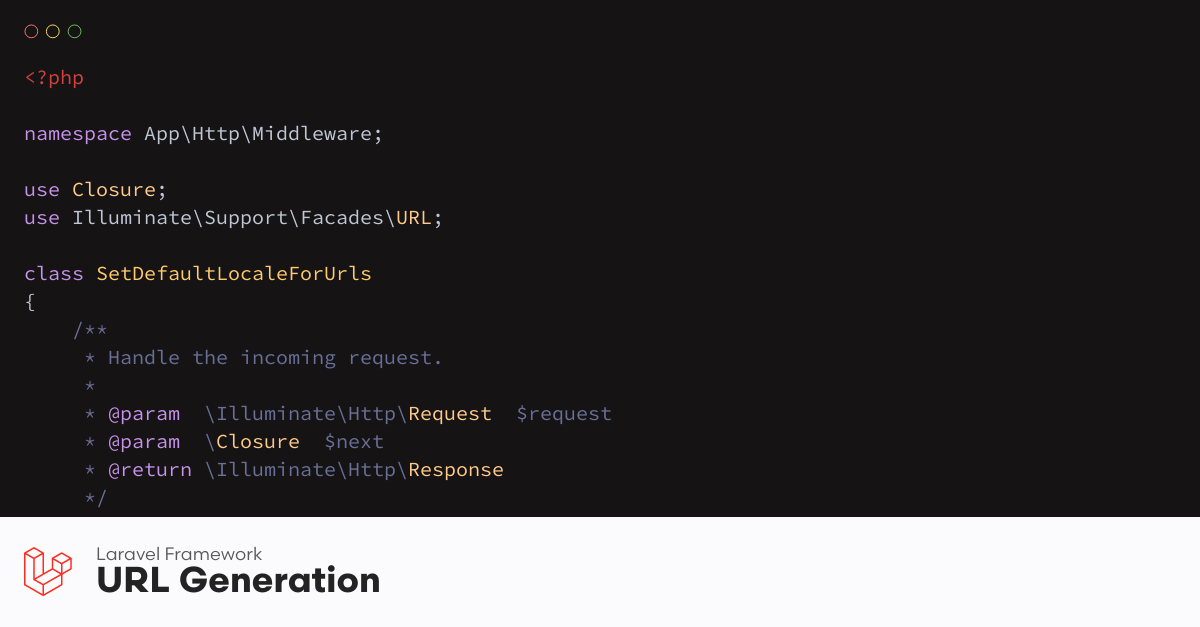 <?php
namespace App\Http\Middleware;
use Closure;
use Illuminate\Support\Facades\URL;
class SetDefaultLocaleForUrls
{
    /**
     * Handle the incoming request.
     *
     * @param  \Illuminate\Http\Request  $request
     * @param  \Closure  $next
     * @return \Illuminate\Http\Response
     */
Laravel Framework
URL Generation